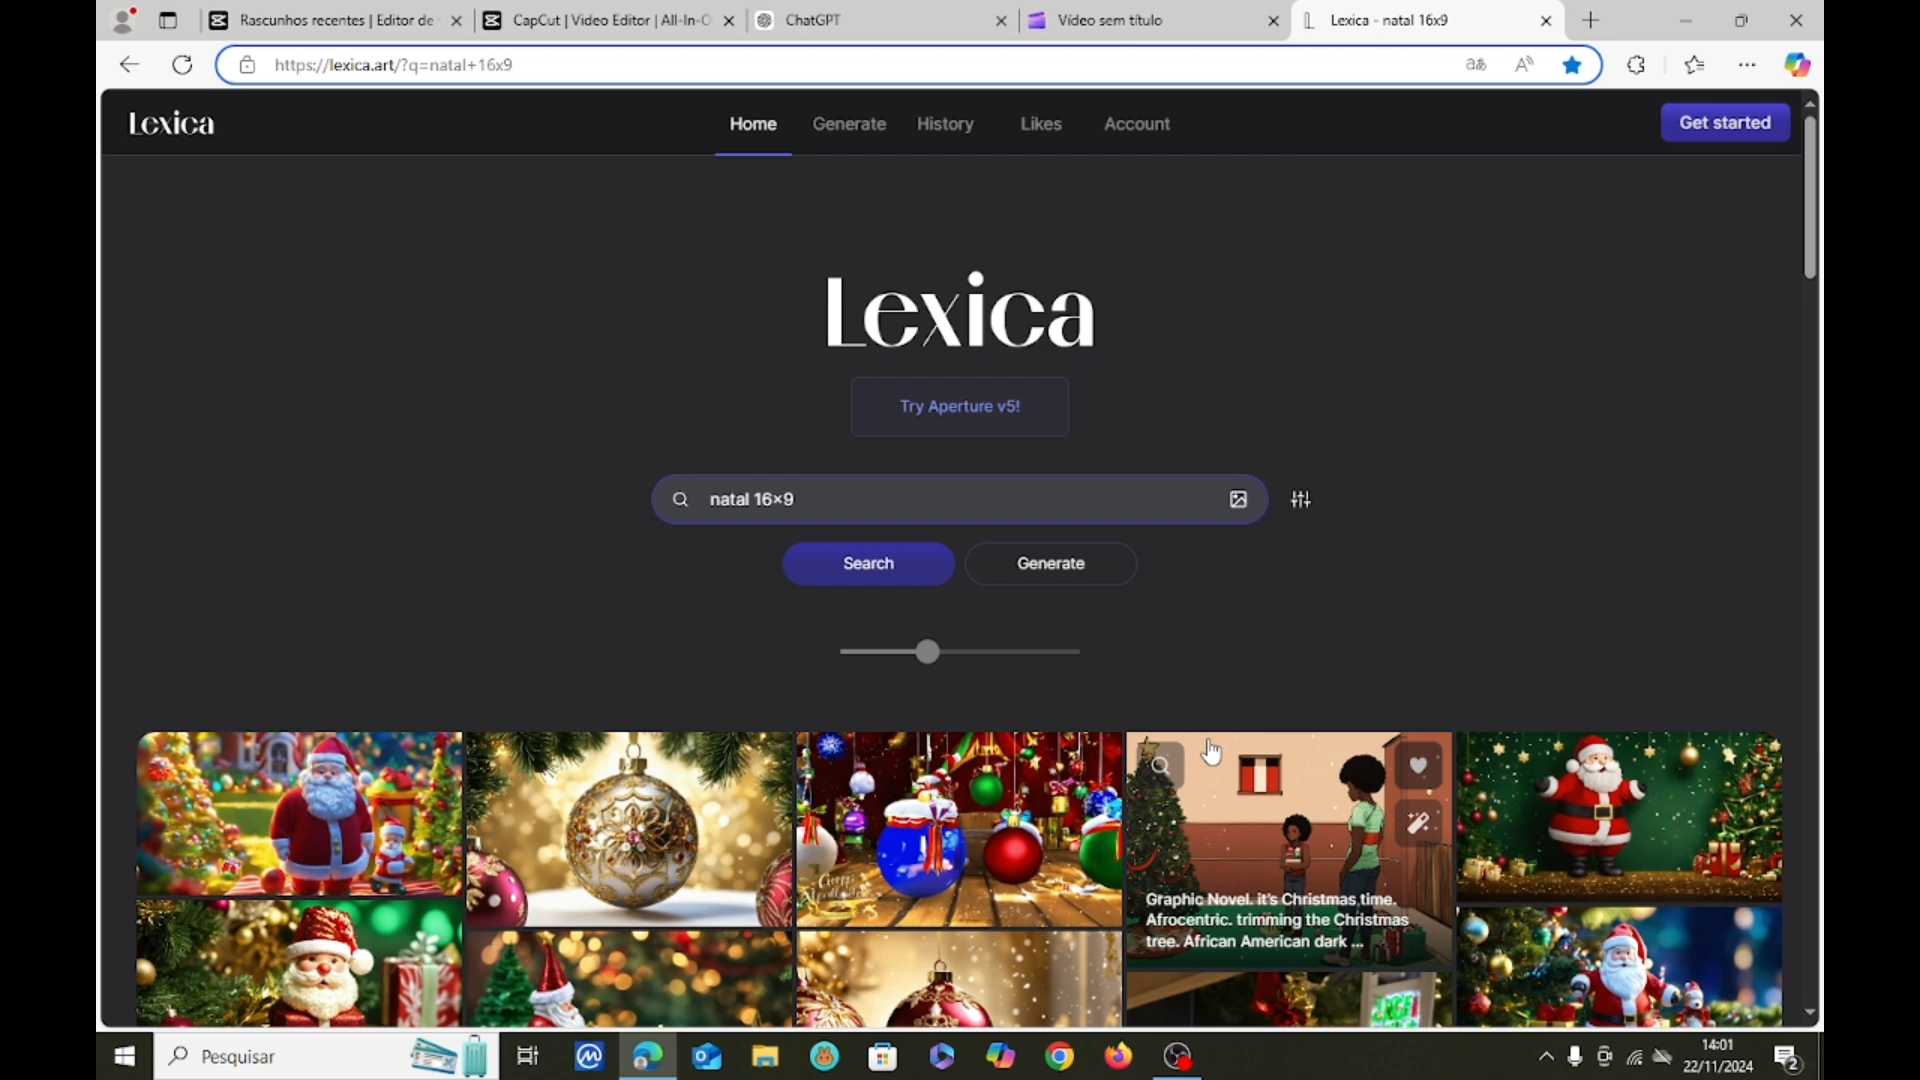 Rascunhos recentes | Editor de
CapCut | Video Editor | All-In-O
ChatGPT
Vídeo sem título
Lexica - natal 16x9
https://lexica.art/?q=natal+16x9
Lexica
Home
Generate
History
Likes
Account
Get started
Lexica
Try Aperture v5!
natal 16x9
Search
Generate
Graphic Novel. it's Christmas time.
Afrocentric. trimming the Christmas
tree. African American dark ...
Pesquisar
14:01
22/11/2024
2